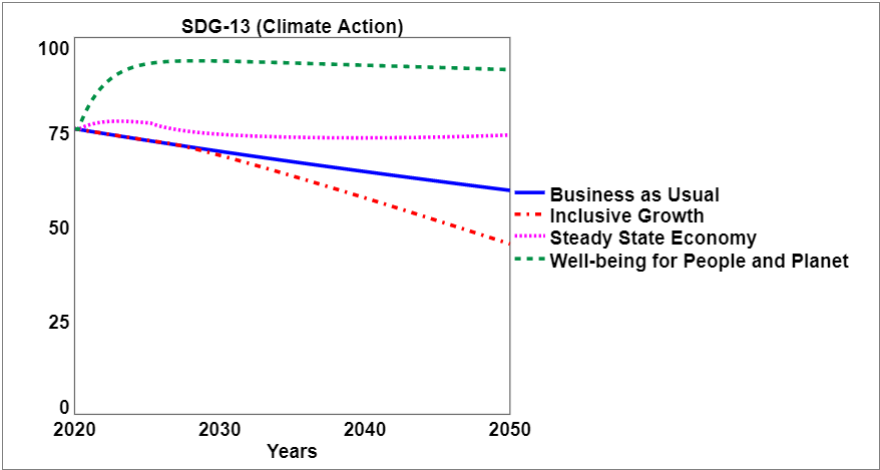 SDG-13 (Climate Action)
100
75
50
25
0
2020 2030 2040 2050
Years
Business as Usual
Inclusive Growth
Steady State Economy
Well-being for People and Planet